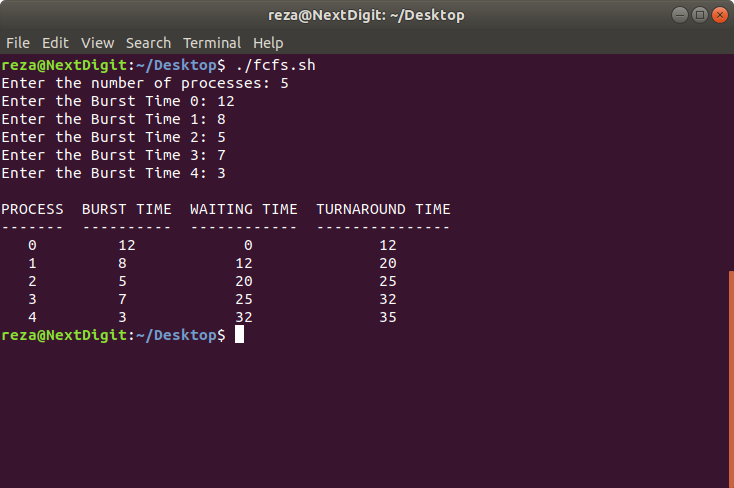 reza@NextDigit: ~/Desktop
File Edit View Search Terminal Help
reza@NextDigit:~/Desktop$ ./fcfs.sh
Enter the number of processes: 5
Enter the Burst Time 0: 12
Enter the Burst Time 1: 8
Enter the Burst Time 2: 5
Enter the Burst Time 3: 7
Enter the Burst Time 4: 3
PROCESS  BURST TIME  WAITING TIME  TURNAROUND TIME
-------  ----------  ------------  ---------------
   0         12            0              12
   1         8            12              20
   2         5            20              25
   3         7            25              32
   4         3            32              35
reza@NextDigit:~/Desktop$